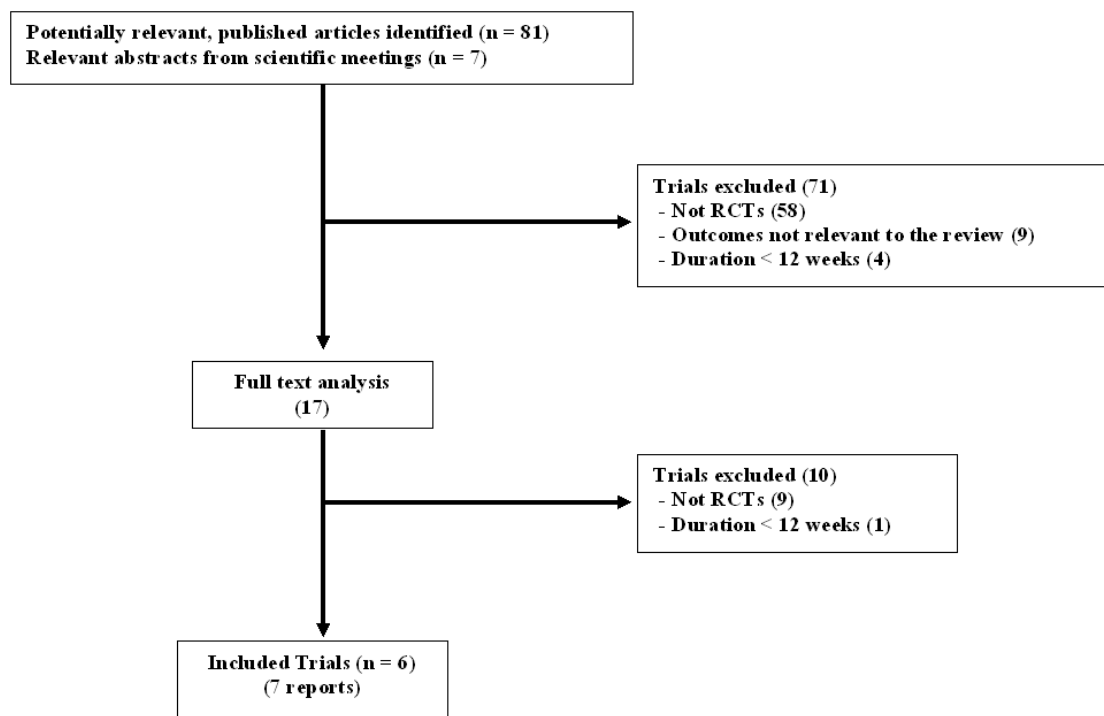 Potentially relevant, published articles identified (n = 81)
Relevant abstracts from scientific meetings (n = 7)
Trials excluded (71)
- Not RCTs (58)
- Outcomes not relevant to the review (9)
- Duration < 12 weeks (4)
Full text analysis
(17)
Trials excluded (10)
- Not RCTs (9)
- Duration < 12 weeks (1)
Included Trials (n = 6)
(7 reports)